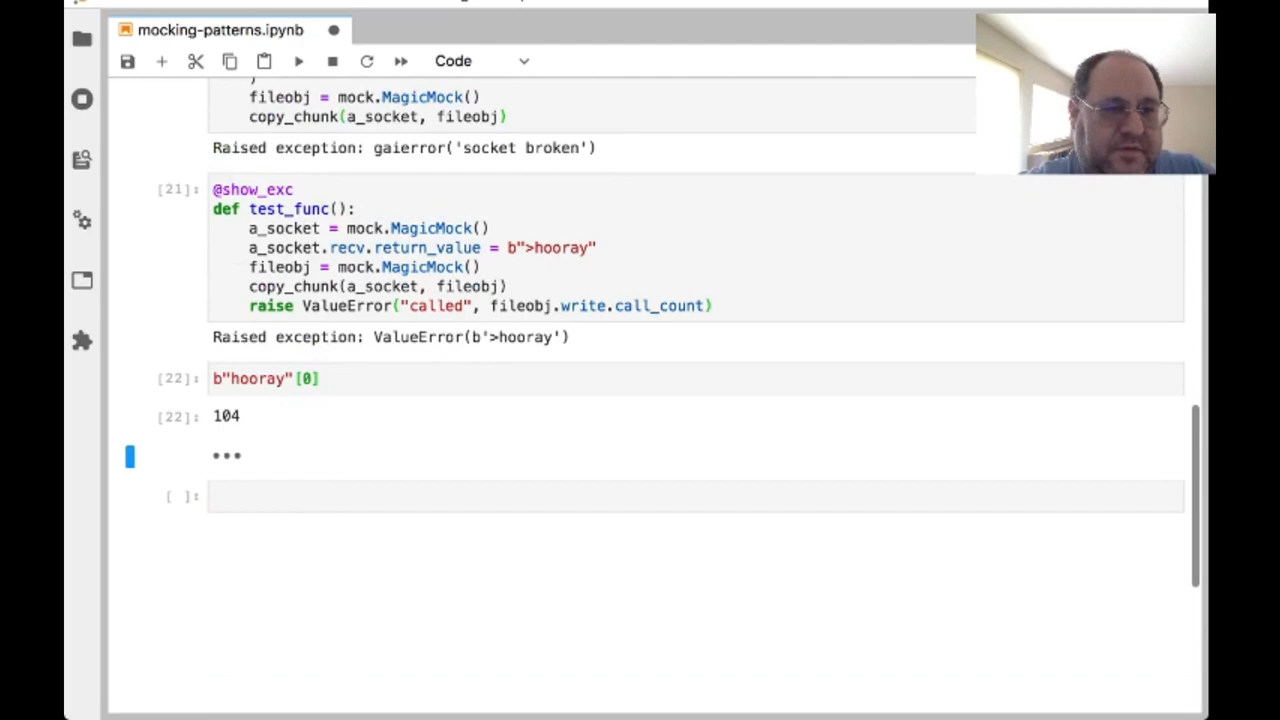 mocking-patterns.ipynb
Code
fileobj = mock.MagicMock()
copy_chunk(a_socket, fileobj)
Raised exception: gaierror('socket broken')
[21]: @show_exc
def test_func():
a_socket = mock.MagicMock()
a_socket.recv.return_value = b">hooray"
fileobj = mock.MagicMock()
copy_chunk(a_socket, fileobj)
raise ValueError("called", fileobj.write.call_count)
Raised exception: ValueError(b'>hooray')
[22]: b"hooray"[0]
[22]: 104
•••
[ ]: